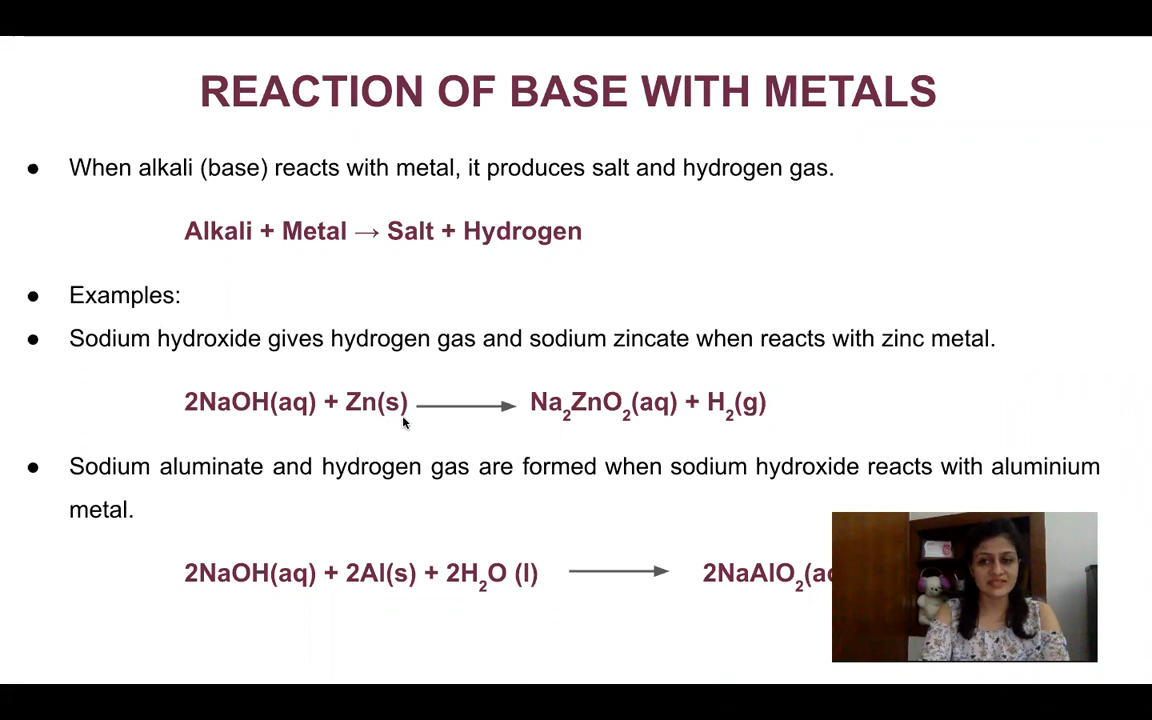 REACTION OF BASE WITH METALS
● When alkali (base) reacts with metal, it produces salt and hydrogen gas.
Alkali + Metal → Salt + Hydrogen
● Examples:
● Sodium hydroxide gives hydrogen gas and sodium zincate when reacts with zinc metal.
2NaOH(aq) + Zn(s) ⟶ Na₂ZnO₂(aq) + H₂(g)
● Sodium aluminate and hydrogen gas are formed when sodium hydroxide reacts with aluminium
metal.
2NaOH(aq) + 2Al(s) + 2H₂O (l) ⟶ 2NaAlO₂(a